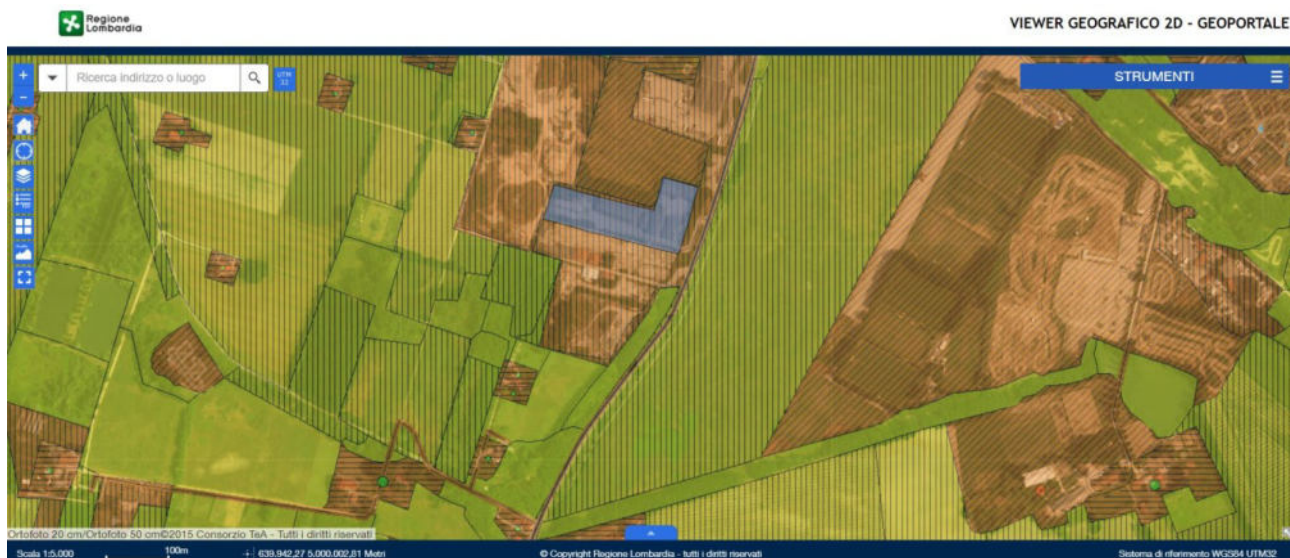 Regione
Lombardia
VIEWER GEOGRAFICO 2D - GEOPORTALE
+
Ricerca indirizzo o luogo
UTM
32
STRUMENTI
−
Ortofoto 20 cm/Ortofoto 50 cm©2015 Consorzio TeA - Tutti i diritti riservati
Scala 1:5.000
100m
639.942,27 5.000.002,81 Metri
© Copyright Regione Lombardia - tutti i diritti riservati
Sistema di riferimento WGS84 UTM32